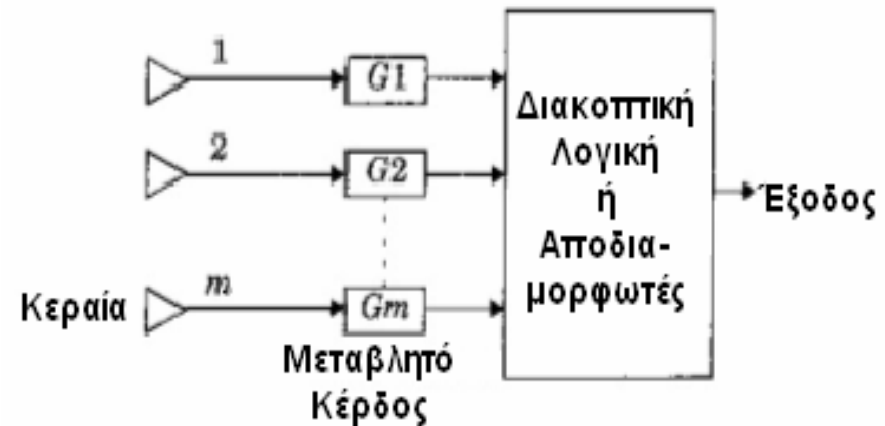 1
G1
2
G2
Κεραία
m
Gm
Μεταβλητό
Κέρδος
Διακοπτική
Λογική
ή
Αποδια-
μορφωτές
Έξοδος